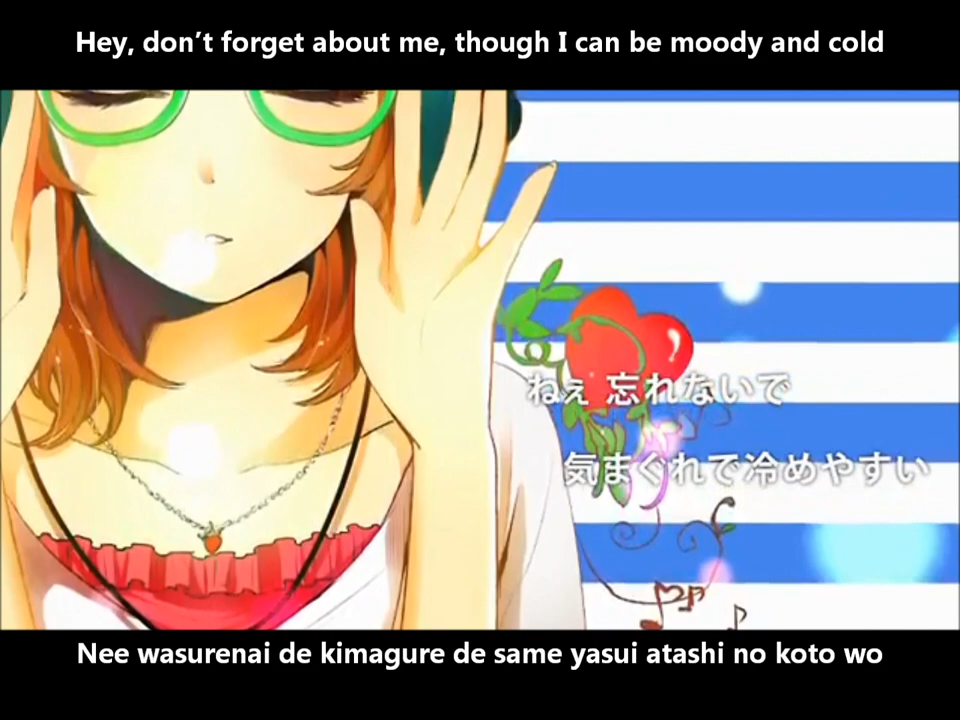 Hey, don’t forget about me, though I can be moody and cold
ねぇ 忘れないで
気まぐれで冷めやすい
Nee wasurenai de kimagure de same yasui atashi no koto wo